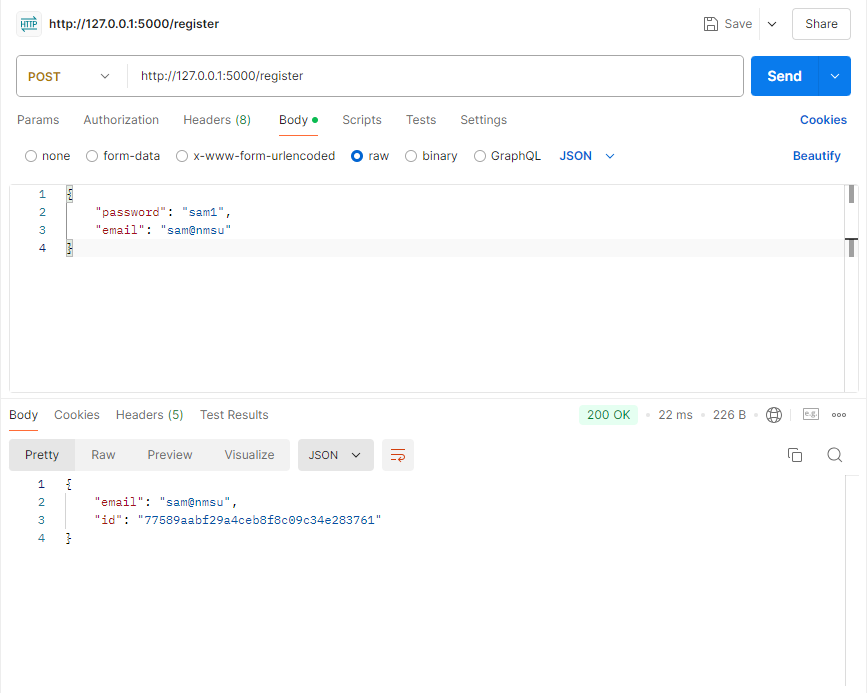 HTTP http://127.0.0.1:5000/register Save Share
POST http://127.0.0.1:5000/register Send
Params Authorization Headers (8) Body Scripts Tests Settings Cookies
none form-data x-www-form-urlencoded raw binary GraphQL JSON Beautify
1 {
2 "password": "sam1",
3 "email": "sam@nmsu"
4 }
Body Cookies Headers (5) Test Results 200 OK 22 ms 226 B e.g.
Pretty Raw Preview Visualize JSON
1 {
2 "email": "sam@nmsu",
3 "id": "77589aabf29a4ceb8f8c09c34e283761"
4 }